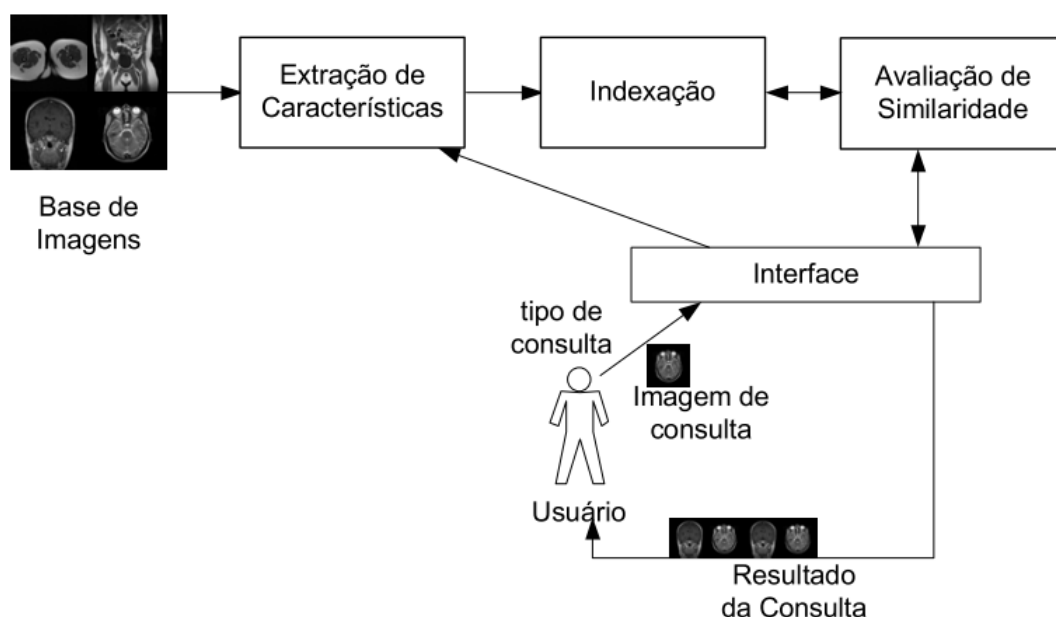 Extração de
Características
Indexação
Avaliação de
Similaridade
Base de
Imagens
Interface
tipo de
consulta
Imagem de
consulta
Usuário
Resultado
da Consulta